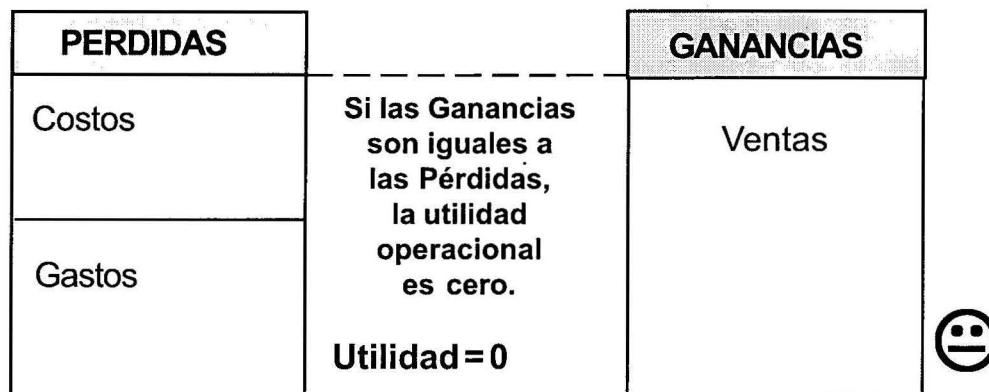 PERDIDAS
GANANCIAS
Costos
Gastos
Si las Ganancias
son iguales a
las Pérdidas,
la utilidad
operacional
es cero.
Utilidad=0
Ventas